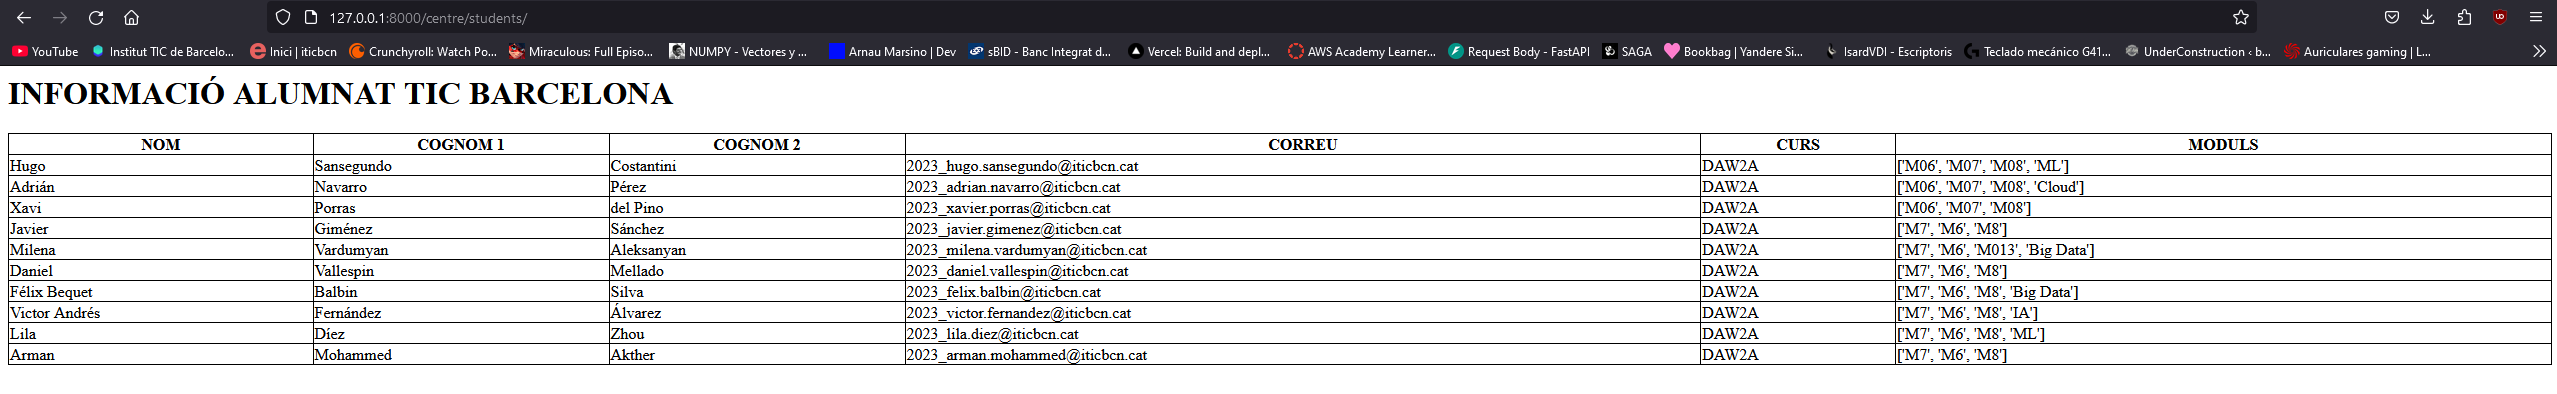 127.0.0.1:8000/centre/students/
YouTube Institut TIC de Barcelo... Inici | iticbcn Crunchyroll: Watch Po... Miraculous: Full Episo... NUMPY - Vectores y ... Arnau Marsino | Dev sBID - Banc Integrat d... Vercel: Build and depl... AWS Academy Learner... Request Body - FastAPI SAGA Bookbag | Yandere Si... IsardVDI - Escriptoris Teclado mecánico G41... UnderConstruction ‹ b... Auriculares gaming | L...
INFORMACIÓ ALUMNAT TIC BARCELONA
NOM COGNOM 1 COGNOM 2 CORREU CURS MODULS
Hugo Sansegundo Costantini 2023_hugo.sansegundo@iticbcn.cat DAW2A ['M06', 'M07', 'M08', 'ML']
Adrián Navarro Pérez 2023_adrian.navarro@iticbcn.cat DAW2A ['M06', 'M07', 'M08', 'Cloud']
Xavi Porras del Pino 2023_xavier.porras@iticbcn.cat DAW2A ['M06', 'M07', 'M08']
Javier Giménez Sánchez 2023_javier.gimenez@iticbcn.cat DAW2A ['M7', 'M6', 'M8']
Milena Vardumyan Aleksanyan 2023_milena.vardumyan@iticbcn.cat DAW2A ['M7', 'M6', 'M013', 'Big Data']
Daniel Vallespin Mellado 2023_daniel.vallespin@iticbcn.cat DAW2A ['M7', 'M6', 'M8']
Félix Bequet Balbin Silva 2023_felix.balbin@iticbcn.cat DAW2A ['M7', 'M6', 'M8', 'Big Data']
Victor Andrés Fernández Álvarez 2023_victor.fernandez@iticbcn.cat DAW2A ['M7', 'M6', 'M8', 'IA']
Lila Díez Zhou 2023_lila.diez@iticbcn.cat DAW2A ['M7', 'M6', 'M8', 'ML']
Arman Mohammed Akther 2023_arman.mohammed@iticbcn.cat DAW2A ['M7', 'M6', 'M8']